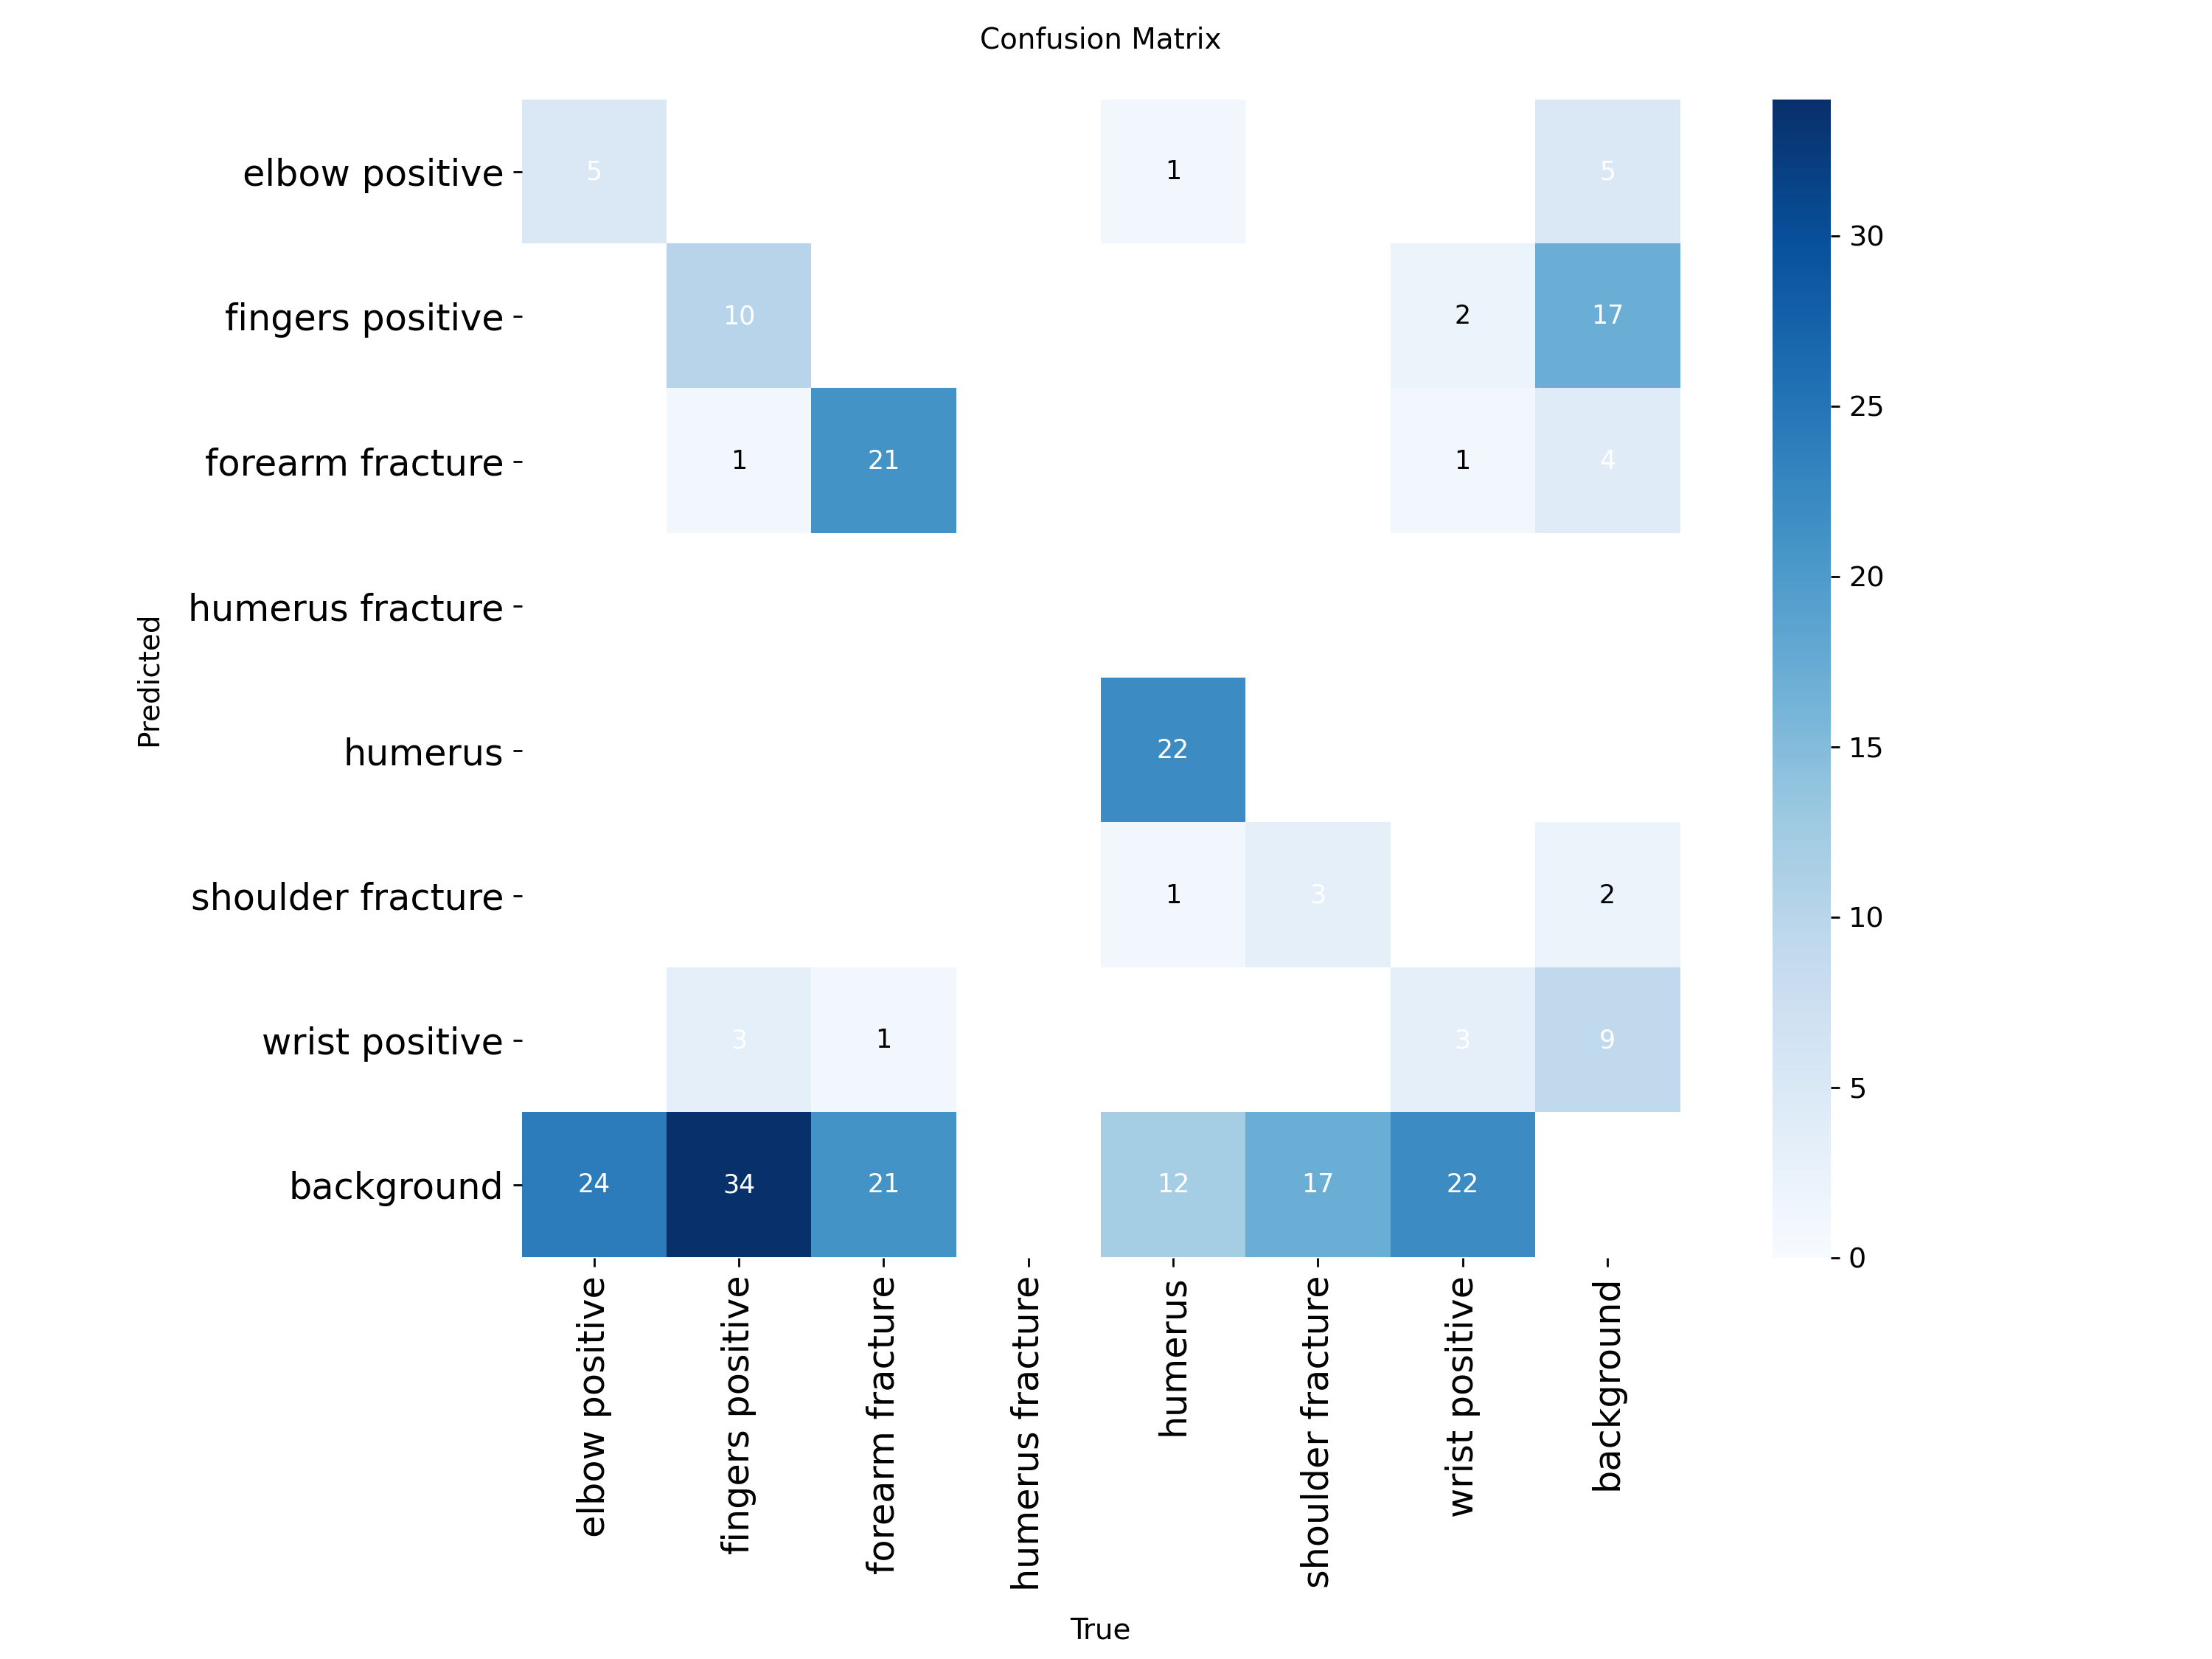 Confusion Matrix
elbow positive 5 1 5
30
fingers positive 10 2 17
25
forearm fracture 1 21 1 4
20
humerus fracture
Predicted
15
humerus 22
10
shoulder fracture 1 3 2
wrist positive 3 1 3 9
5
background 24 34 21 12 17 22
0
elbow positive
fingers positive
forearm fracture
humerus fracture
humerus
shoulder fracture
wrist positive
background
True